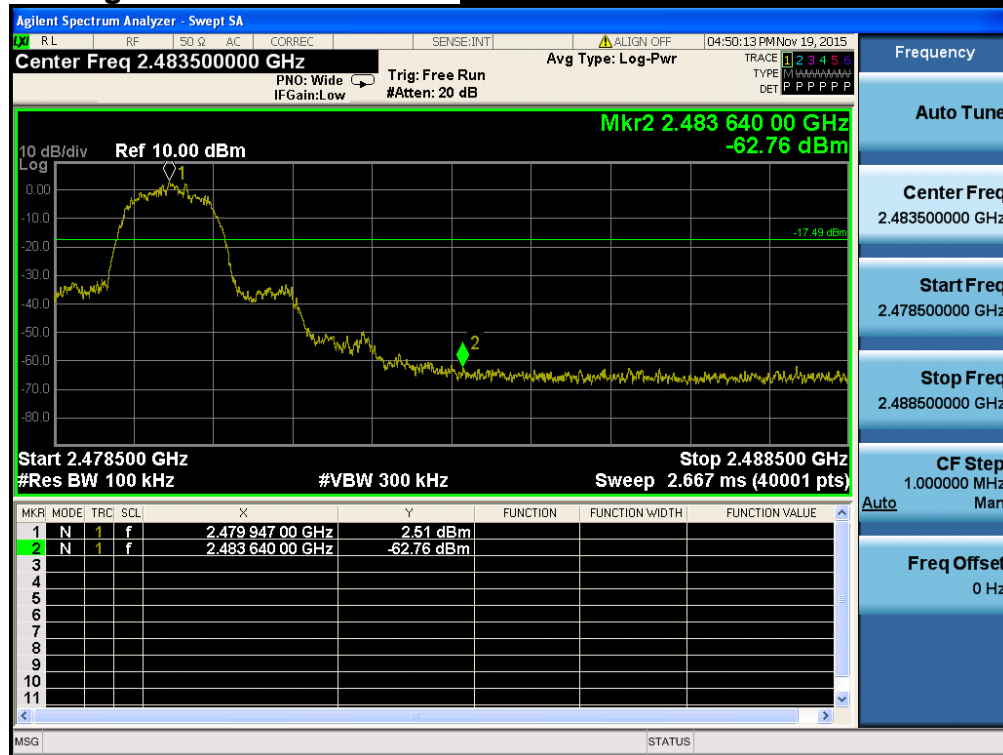 Agilent Spectrum Analyzer - Swept SA
LXI RL RF 50 Ω AC CORREC SENSE:INT ALIGN OFF 04:50:13 PM Nov 19, 2015
Center Freq 2.483500000 GHz
PNO: Wide
IFGain:Low
Trig: Free Run
#Atten: 20 dB
Avg Type: Log-Pwr
TRACE 1 2 3 4 5 6
TYPE M W W W W W
DET P P P P P P
Mkr2 2.483 640 00 GHz
-62.76 dBm
10 dB/div Ref 10.00 dBm
Log
1
0.00
-10.0
-17.49 dBm
-20.0
-30.0
-40.0
-50.0
2
-60.0
-70.0
-80.0
Start 2.478500 GHz Stop 2.488500 GHz
#Res BW 100 kHz #VBW 300 kHz Sweep 2.667 ms (40001 pts)
MKR MODE TRC SCL X Y FUNCTION FUNCTION WIDTH FUNCTION VALUE
1 N 1 f 2.479 947 00 GHz 2.51 dBm
2 N 1 f 2.483 640 00 GHz -62.76 dBm
3
4
5
6
7
8
9
10
11
MSG STATUS
Frequency
Auto Tune
Center Freq
2.483500000 GHz
Start Freq
2.478500000 GHz
Stop Freq
2.488500000 GHz
CF Step
1.000000 MHz
Auto Man
Freq Offset
0 Hz